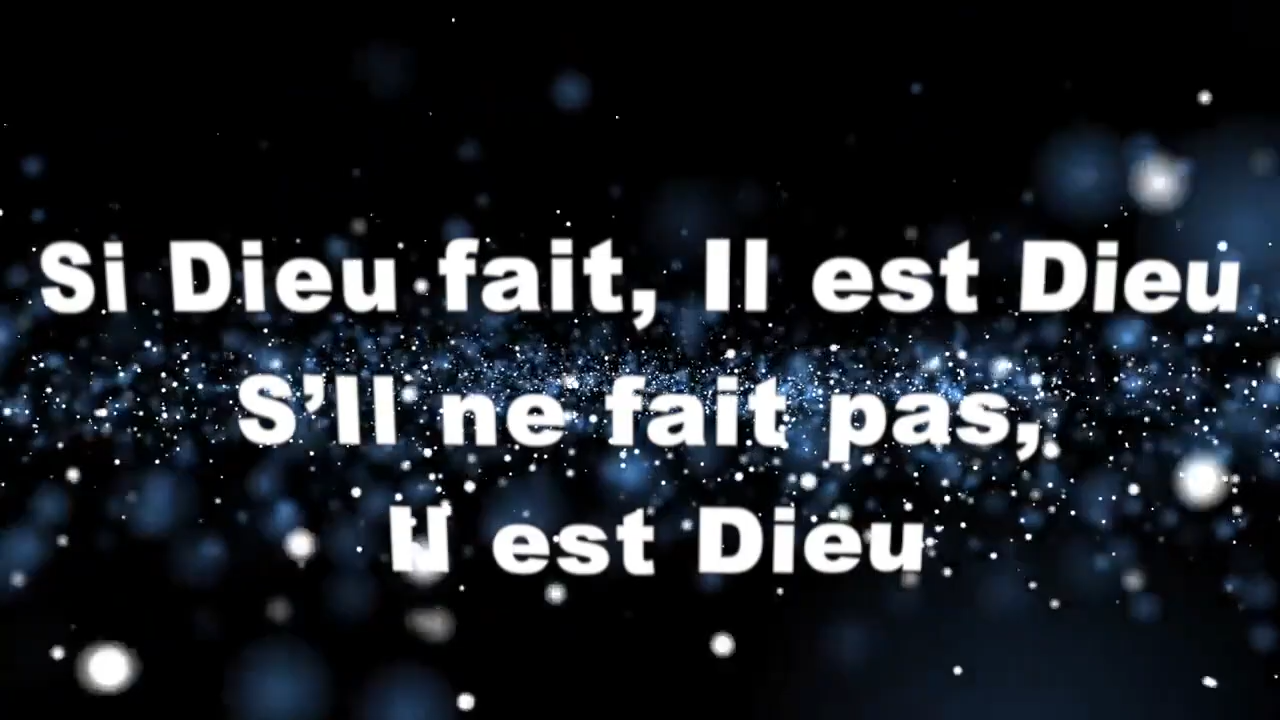 Si Dieu fait, Il est Dieu
S’Il ne fait pas,
Il est Dieu